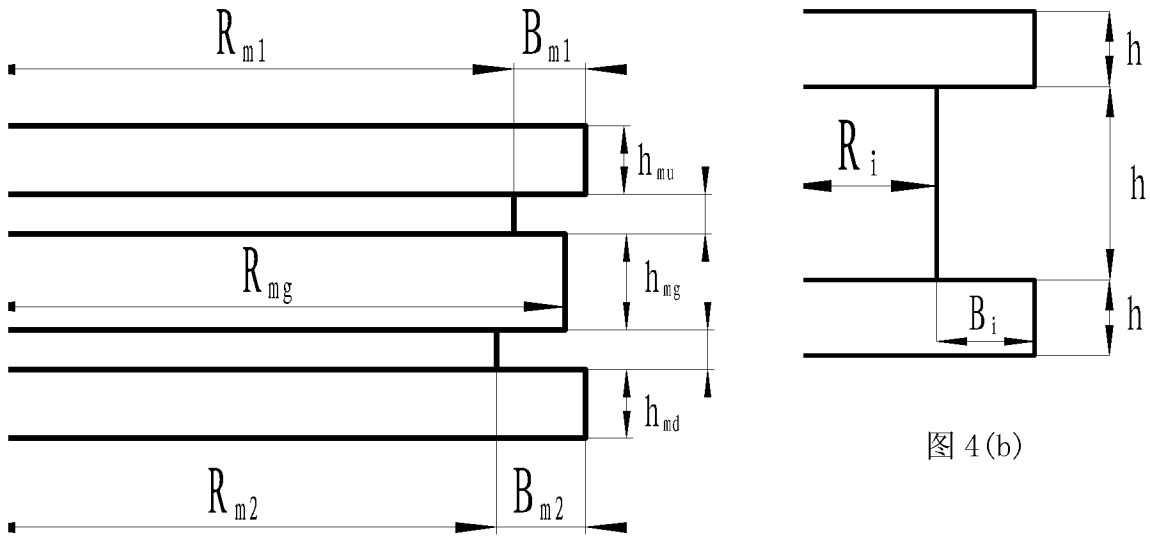 R_m1 B_m1
h_mu
R_mg h_mg
h_md
R_m2 B_m2
h
R_i h
B_i h
图 4(b)